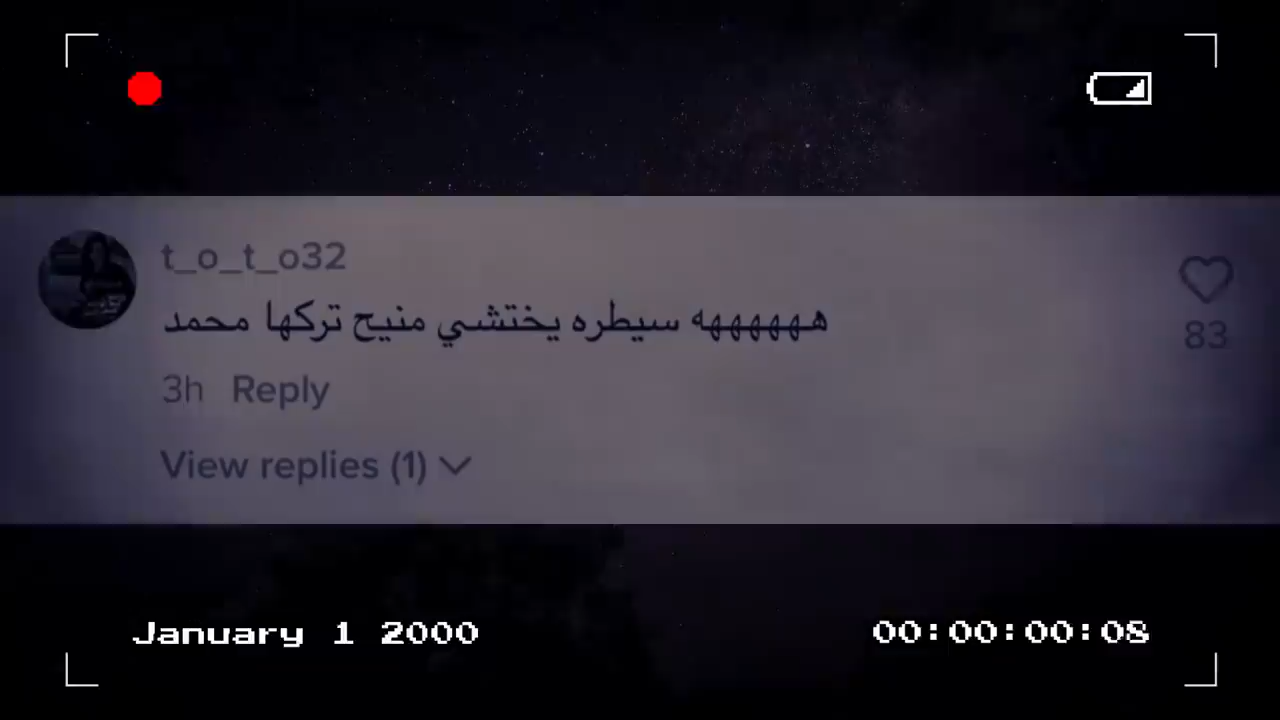 t_o_t_o32
هههههههه سيطره يختشي منيح تركها محمد
83
3h Reply
View replies (1)
January 1 2000
00:00:00:08